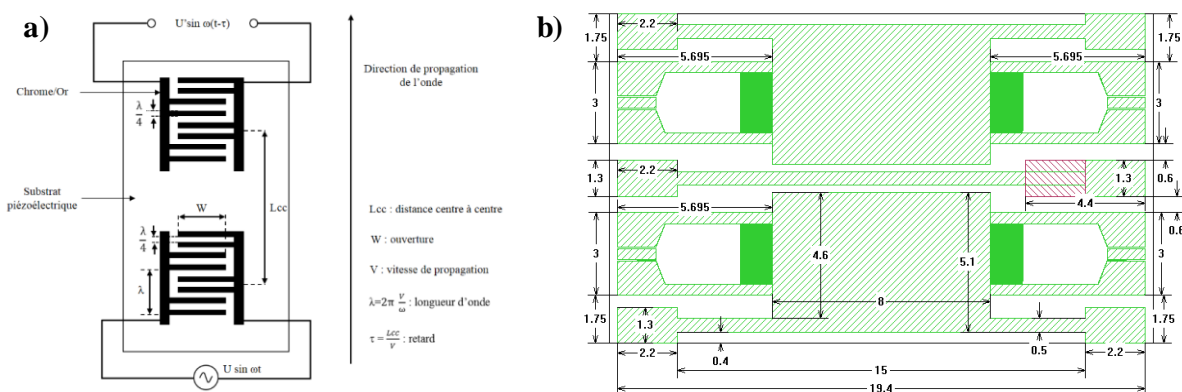 a)
U'sin ω(t-τ)
Chrome/Or
λ/4
Substrat
piézoélectrique
W
Lcc
λ/4
λ
U sin ωt
Direction de propagation
de l'onde
Lcc : distance centre à centre
W : ouverture
V : vitesse de propagation
λ=2π V/ω : longueur d'onde
τ = Lcc/V : retard
b)
2.2
1.75
1.75
5.695
5.695
3
3
2.2
1.3
1.3
0.6
4.4
5.695
0.6
3
4.6
5.1
3
8
1.75
1.3
1.75
2.2
0.4
0.5
2.2
15
19.4